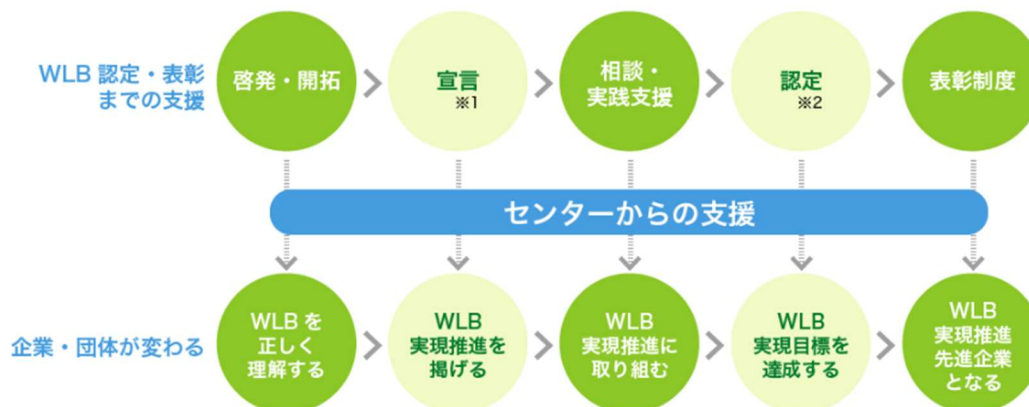 WLB 認定・表彰
までの支援
啓発・開拓
宣言
※1
相談・
実践支援
認定
※2
表彰制度
センターからの支援
企業・団体が変わる
WLBを
正しく
理解する
WLB
実現推進を
掲げる
WLB
実現推進に
取り組む
WLB
実現目標を
達成する
WLB
実現推進
先進企業
となる